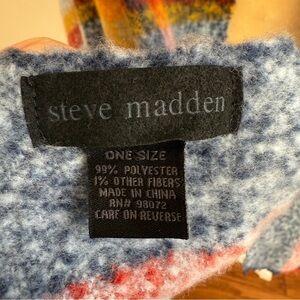 steve madden
ONE SIZE
99% POLYESTER
1% OTHER FIBERS
MADE IN CHINA
RN# 98072
CARE ON REVERSE